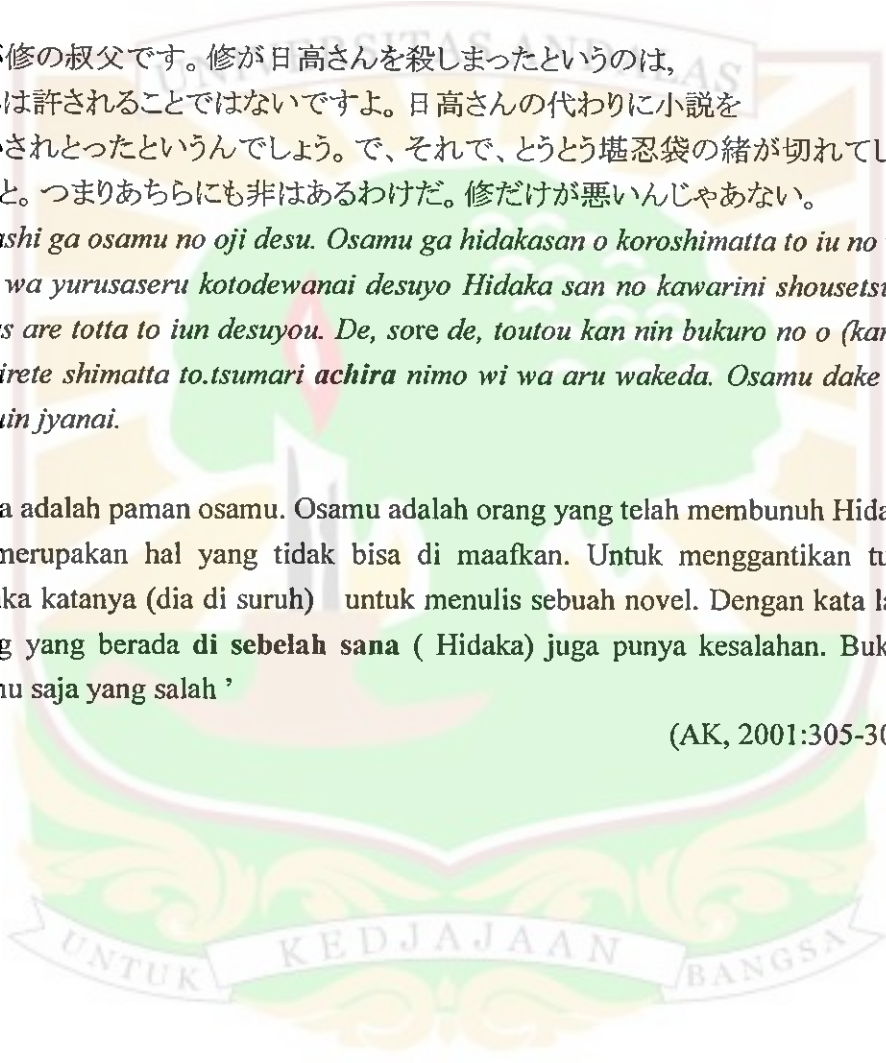 修の叔父です。修が日高さんを殺しまったというのは,
は許されることではないですよ。日高さんの代わりに小説を
されとったというんでしょう。で、それで、とうとう堪忍袋の緒が切れてし
と。つまりあちらにも非はあるわけだ。修だけが悪いんじゃあない。
ashi ga osamu no oji desu. Osamu ga hidakasan o koroshimatta to iu no
wa yurusaseru kotodewanai desuyo Hidaka san no kawarini shousetsu
s are totta to iun desuyou. De, sore de, toutou kan nin bukuro no o (kan
irete shimatta to.tsumari achira nimo wi wa aru wakeda. Osamu dake
uin jyanai.
a adalah paman osamu. Osamu adalah orang yang telah membunuh Hida
merupakan hal yang tidak bisa di maafkan. Untuk menggantikan tu
ka katanya (dia di suruh) untuk menulis sebuah novel. Dengan kata la
g yang berada di sebelah sana ( Hidaka) juga punya kesalahan. Buk
nu saja yang salah ’
(AK, 2001:305-30
UNIVERSITAS ANDALAS
UNTUK KEDJAJAAN BANGSA